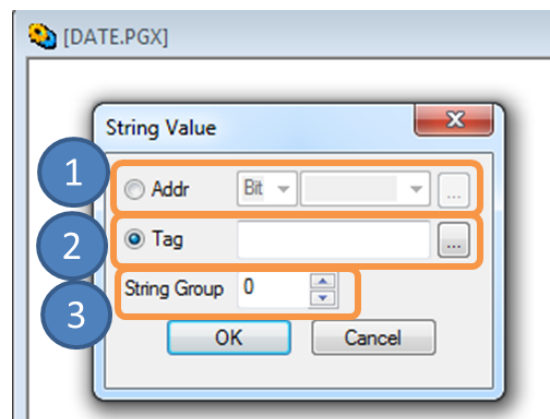 [DATE.PGX]
String Value
1
Addr Bit ...
2
Tag ...
String Group 0
3
OK Cancel